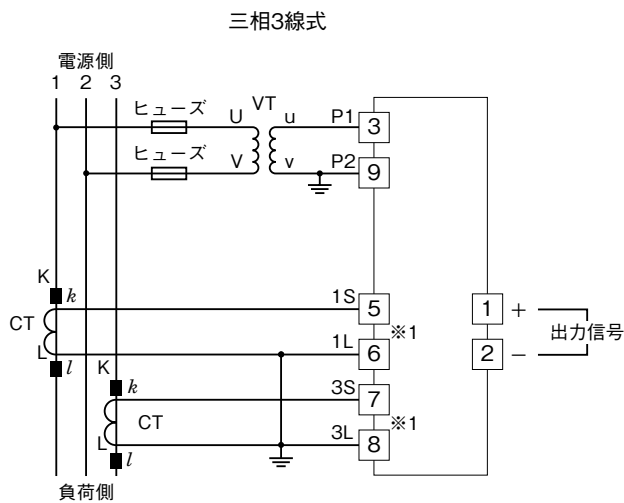 三相3線式
電源側
1 2 3
ヒューズ U VT u P1 3
ヒューズ V v P2 9
K k 1S 5
CT ※1 1 +
出力信号
L l 1L 6 2 −
K k 3S 7
CT ※1
L l 3L 8
負荷側